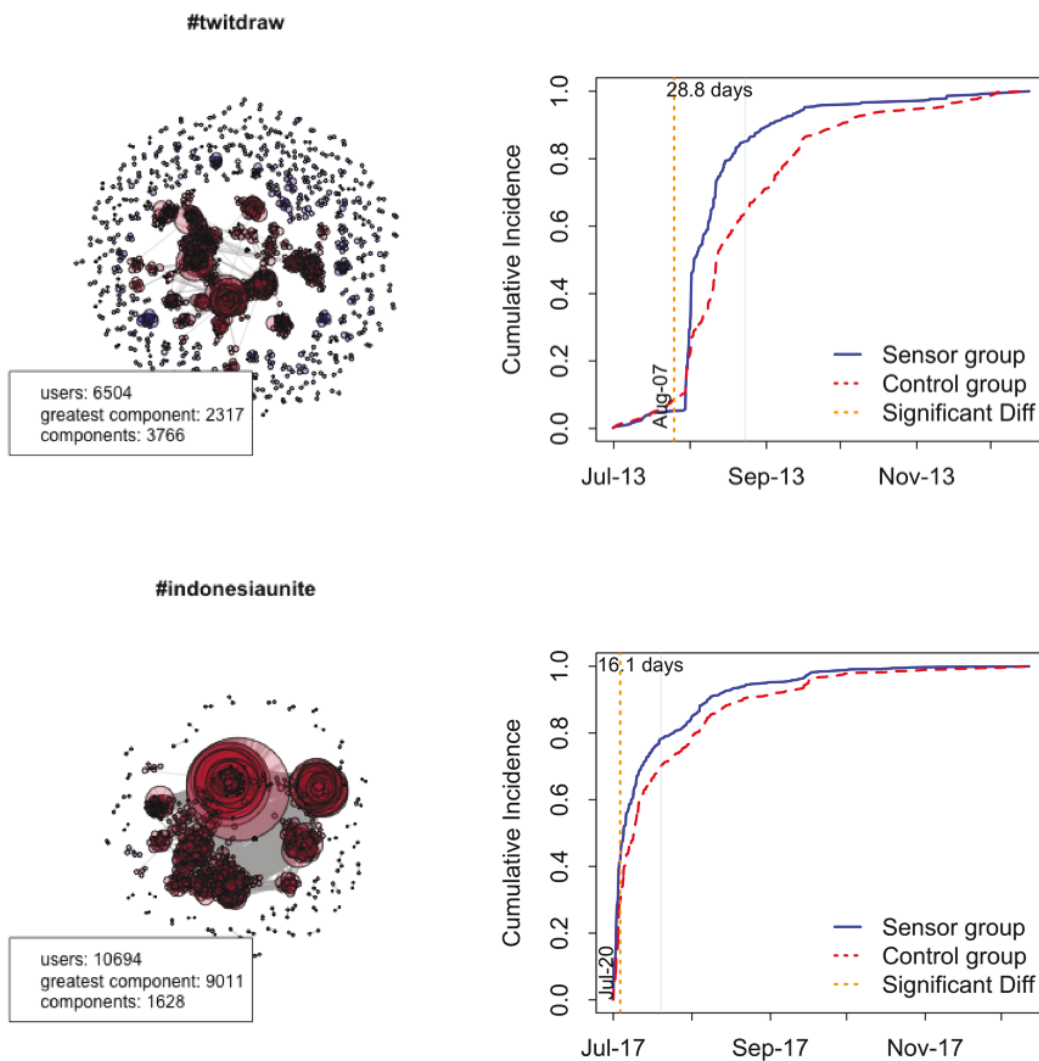 #twitdraw
users: 6504
greatest component: 2317
components: 3766
Cumulative Incidence
0.0
0.2
0.4
0.6
0.8
1.0
28.8 days
Aug-07
Sensor group
Control group
Significant Diff
Jul-13
Sep-13
Nov-13
#indonesiaunite
users: 10694
greatest component: 9011
components: 1628
Cumulative Incidence
0.0
0.2
0.4
0.6
0.8
1.0
16.1 days
Jul-20
Sensor group
Control group
Significant Diff
Jul-17
Sep-17
Nov-17